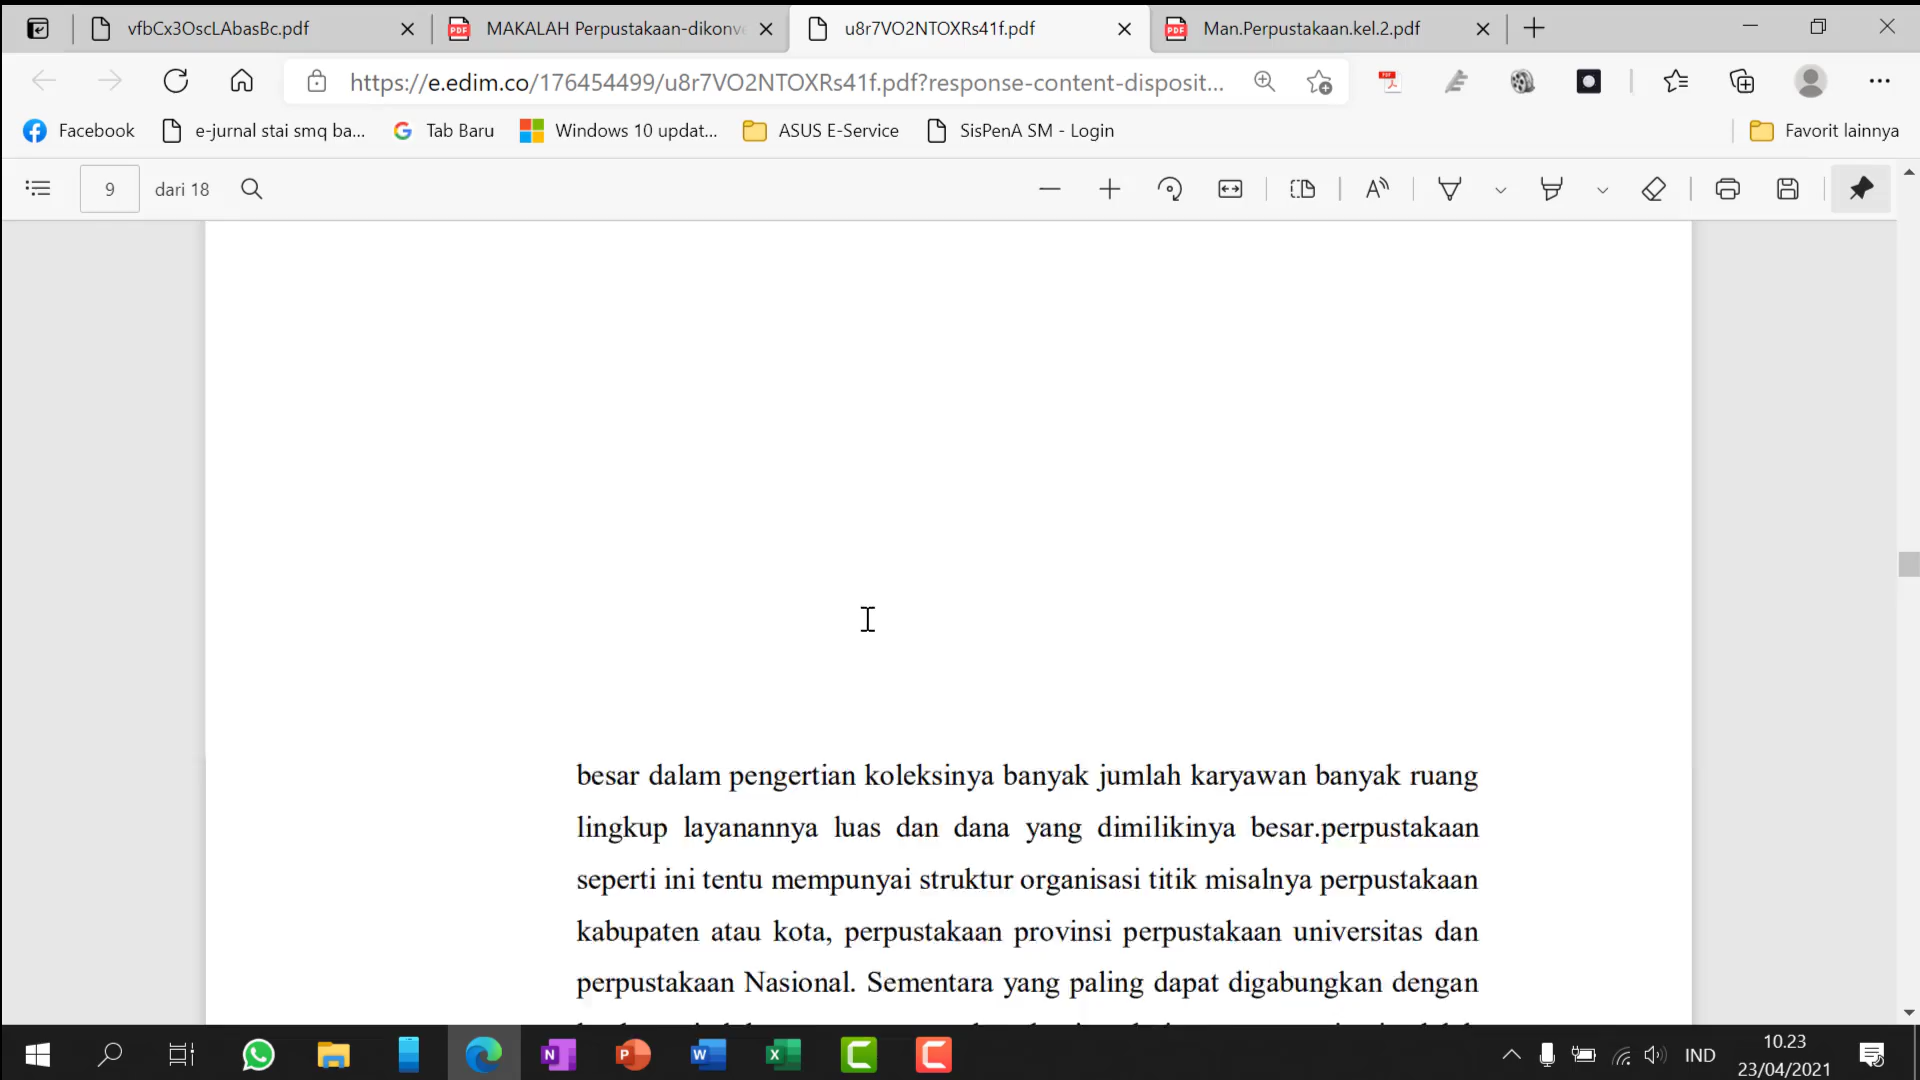 vfbCx3OscLAbasBc.pdf
MAKALAH Perpustakaan-dikonve
u8r7VO2NTOXRs41f.pdf
Man.Perpustakaan.kel.2.pdf
https://e.edim.co/176454499/u8r7VO2NTOXRs41f.pdf?response-content-disposit...
Facebook
e-jurnal stai smq ba...
Tab Baru
Windows 10 updat...
ASUS E-Service
SisPenA SM - Login
Favorit lainnya
9 dari 18
besar dalam pengertian koleksinya banyak jumlah karyawan banyak ruang
lingkup layanannya luas dan dana yang dimilikinya besar.perpustakaan
seperti ini tentu mempunyai struktur organisasi titik misalnya perpustakaan
kabupaten atau kota, perpustakaan provinsi perpustakaan universitas dan
perpustakaan Nasional. Sementara yang paling dapat digabungkan dengan
IND
10.23
23/04/2021